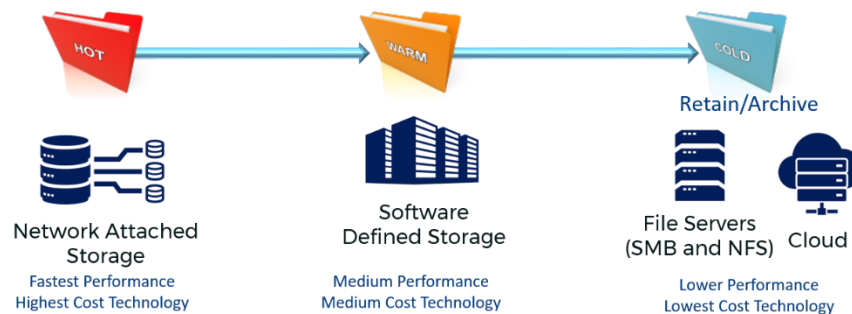 HOT
WARM
COLD
Retain/Archive
Network Attached
Storage
Fastest Performance
Highest Cost Technology
Software
Defined Storage
Medium Performance
Medium Cost Technology
File Servers
(SMB and NFS)
Cloud
Lower Performance
Lowest Cost Technology